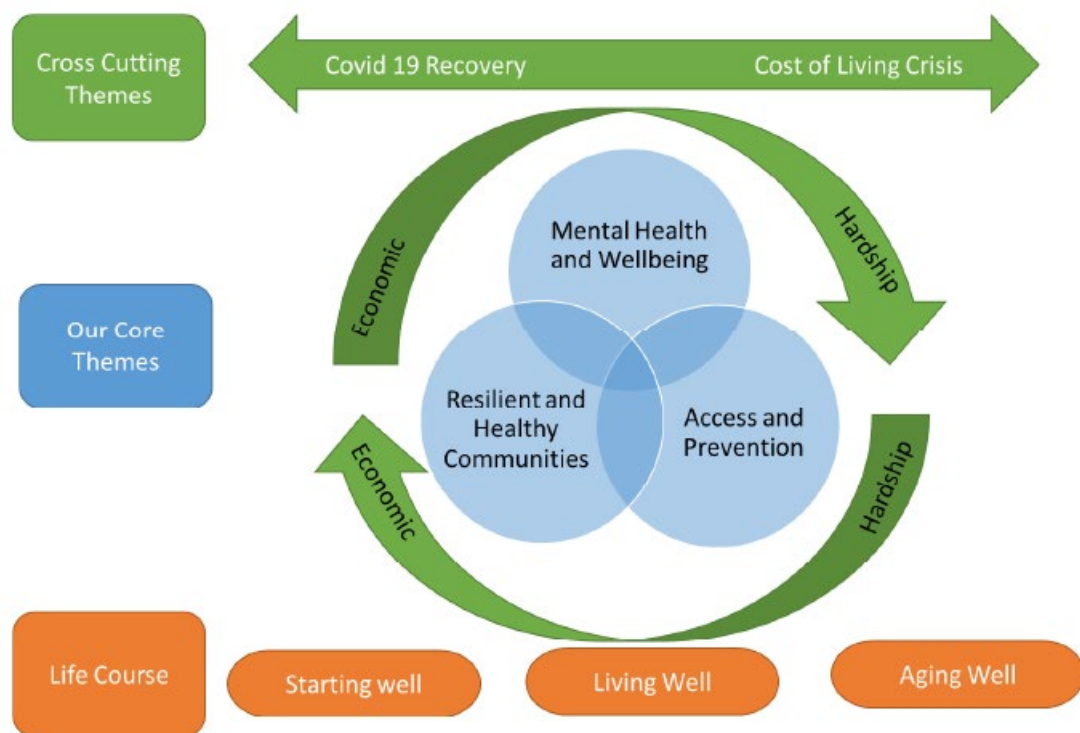 Cross Cutting
Themes
Covid 19 Recovery
Cost of Living Crisis
Economic
Hardship
Mental Health
and Wellbeing
Our Core
Themes
Resilient and
Healthy
Communities
Access and
Prevention
Economic
Hardship
Life Course
Starting well
Living Well
Aging Well